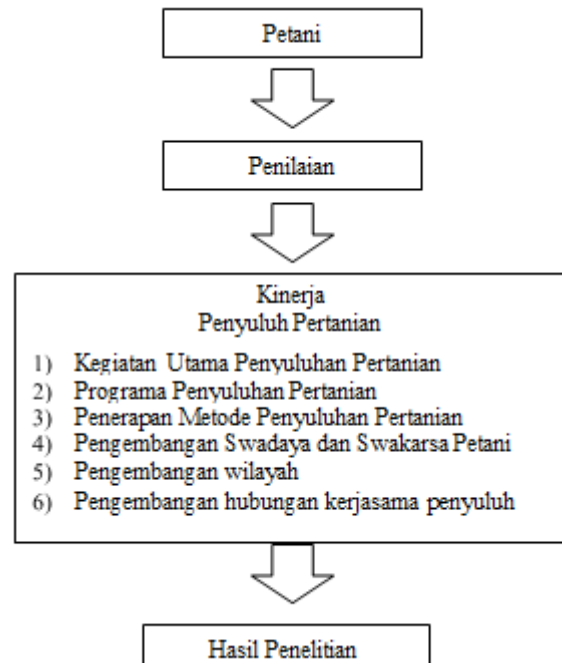 Petani
Penilaian
Kinerja
Penyuluh Pertanian
1) Kegiatan Utama Penyuluhan Pertanian
2) Programa Penyuluhan Pertanian
3) Penerapan Metode Penyuluhan Pertanian
4) Pengembangan Swadaya dan Swakarsa Petani
5) Pengembangan wilayah
6) Pengembangan hubungan kerjasama penyuluh
Hasil Penelitian